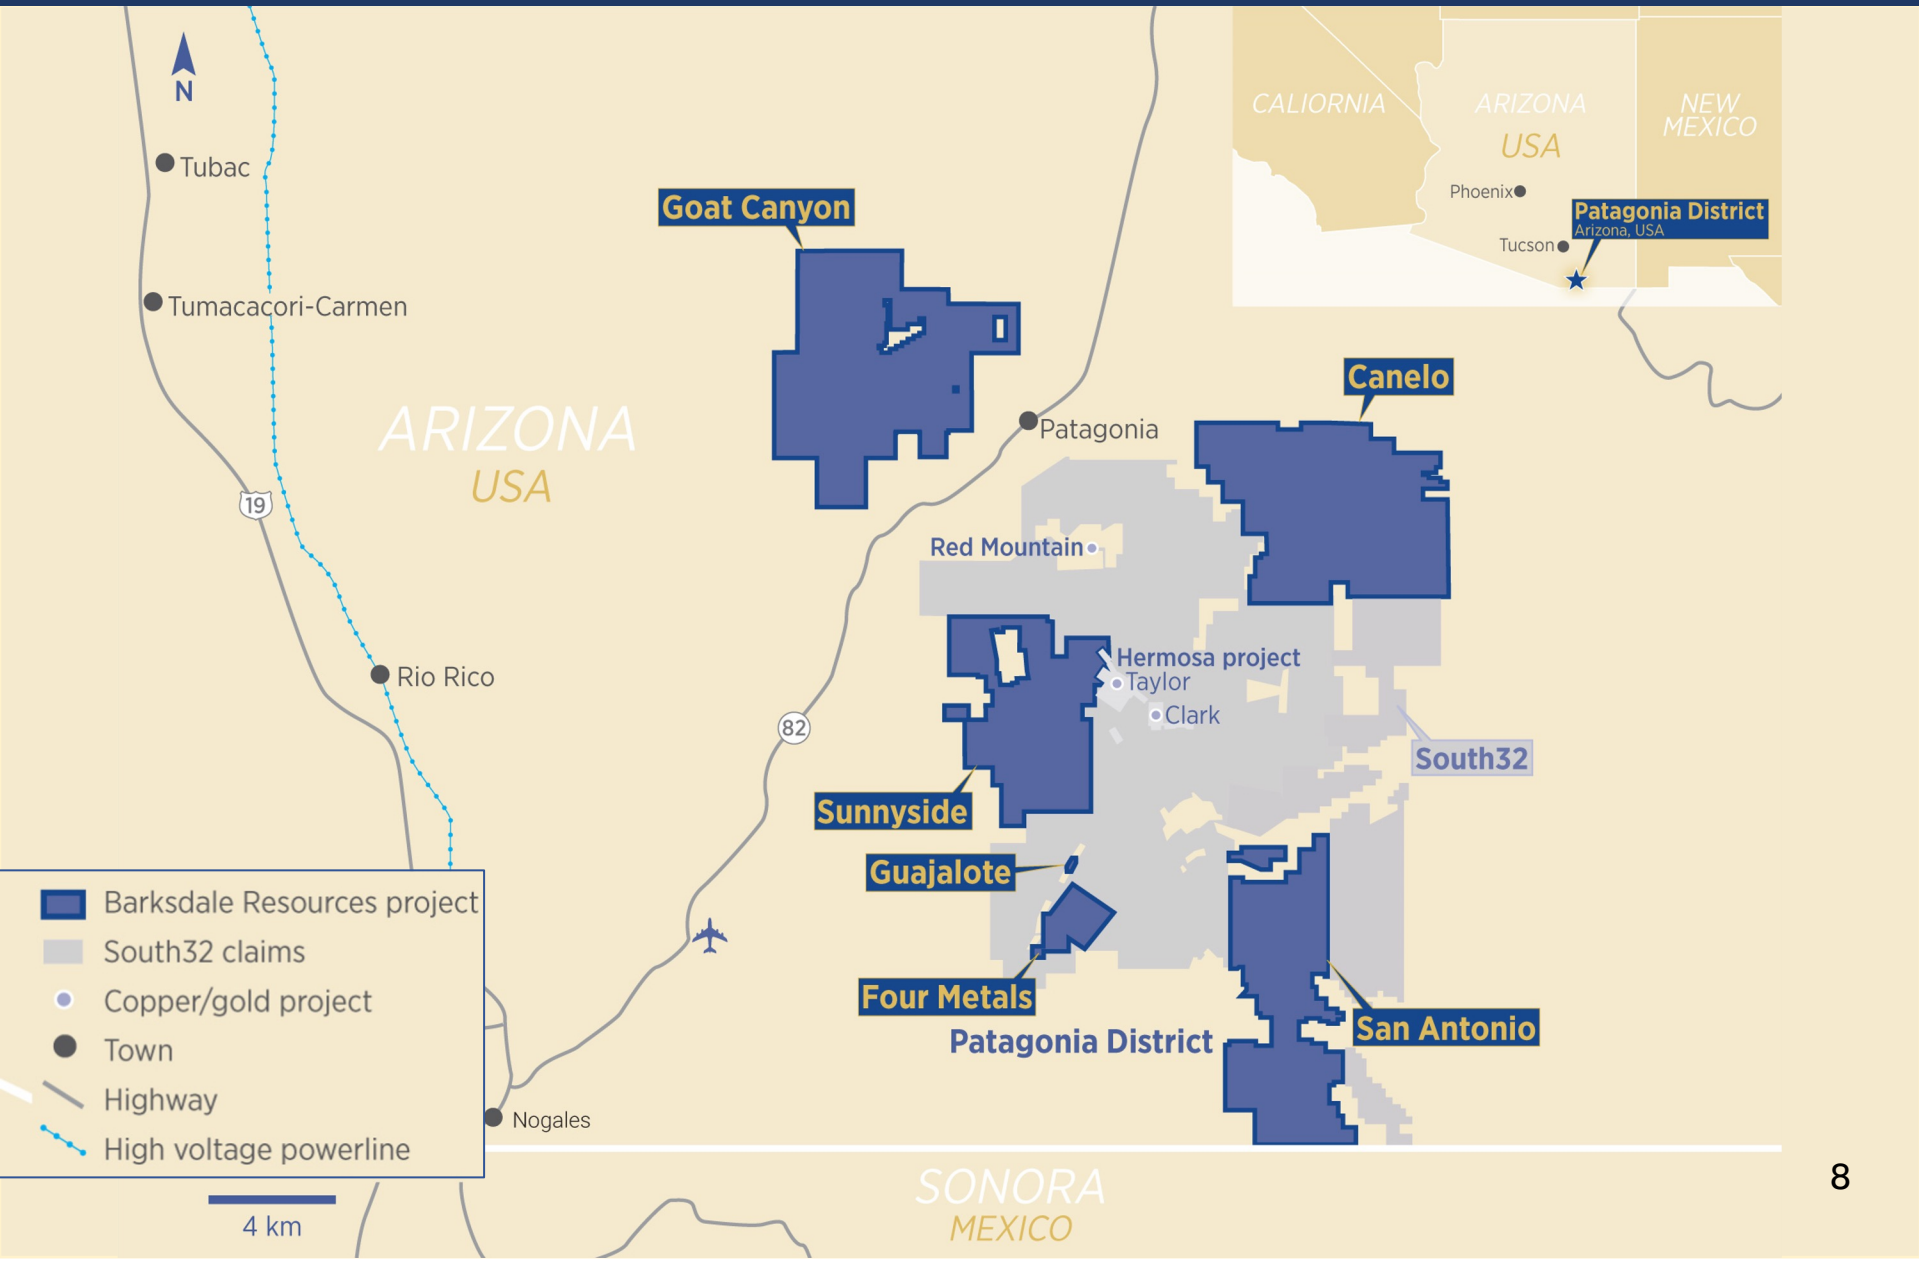 N
Tubac
Tumacacori-Carmen
ARIZONA
USA
19
Rio Rico
Goat Canyon
Patagonia
82
CALIORNIA
ARIZONA
USA
NEW
MEXICO
Phoenix
Tucson
Patagonia District
Arizona, USA
Canelo
Red Mountain
Hermosa project
Taylor
Clark
South32
Sunnyside
Guajalote
Four Metals
Patagonia District
San Antonio
Barksdale Resources project
South32 claims
Copper/gold project
Town
Highway
High voltage powerline
Nogales
4 km
SONORA
MEXICO
8